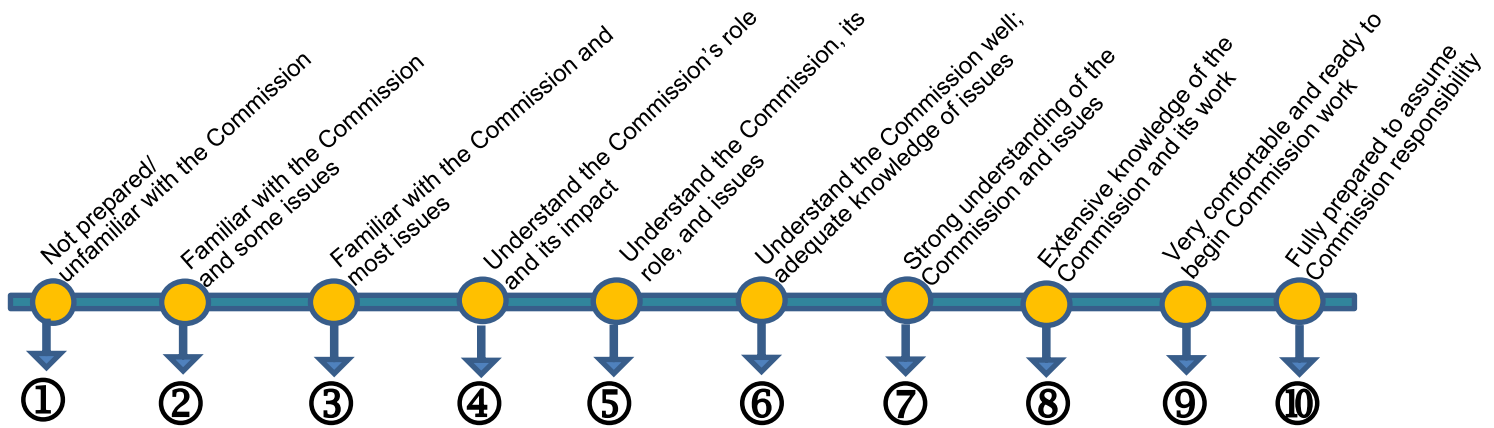 Not prepared/
unfamiliar with the Commission
Familiar with the Commission
and some issues
Familiar with the Commission and
most issues
Understand the Commission’s role
and its impact
Understand the Commission, its
role, and issues
Understand the Commission well;
adequate knowledge of issues
Strong understanding of the
Commission and issues
Extensive knowledge of the
Commission and its work
Very comfortable and ready to
begin Commission work
Fully prepared to assume
Commission responsibility
① ② ③ ④ ⑤ ⑥ ⑦ ⑧ ⑨ ⑩